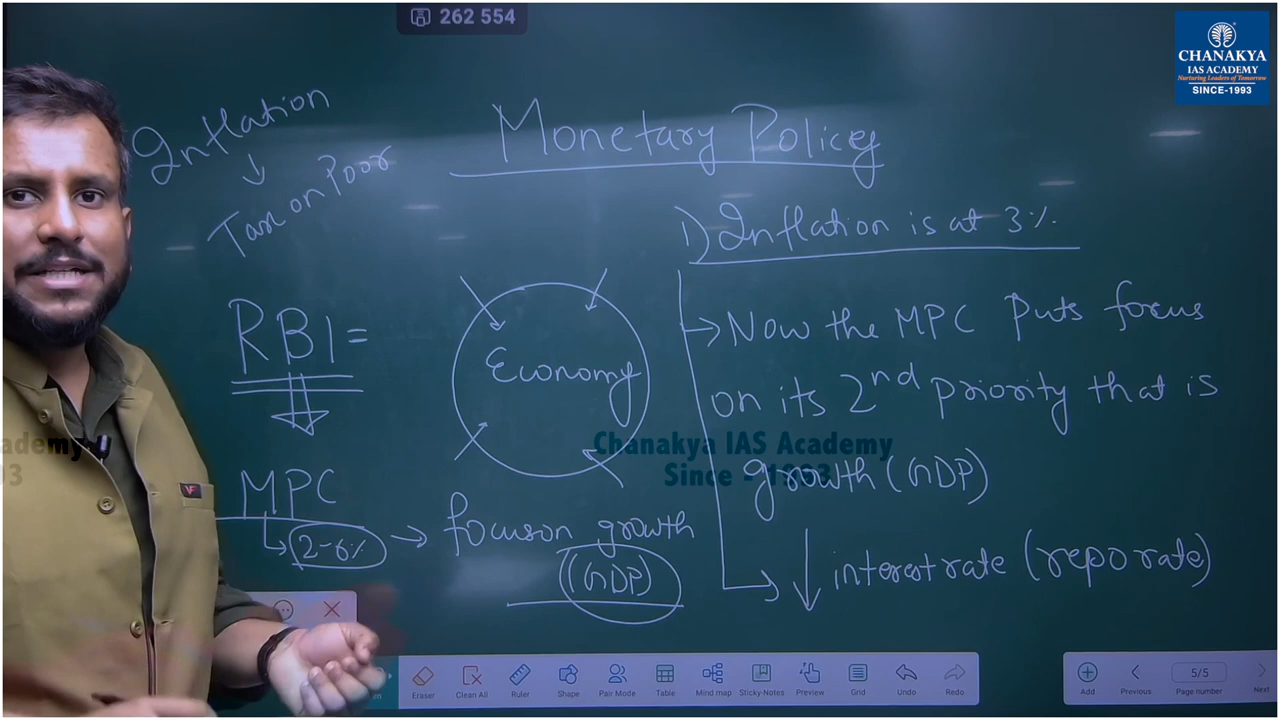 262 554
CHANAKYA
IAS ACADEMY
Nurturing Leaders of Tomorrow
SINCE-1993
Inflation
↓
Tax on Poor
Monetary Policy
RBI =
MPC
2-6% → focus on growth
(GDP)
Economy
1) Inflation is at 3%
→ Now the MPC puts focus
on its 2nd priority that is
growth (GDP)
→ ↓ interest rate (repo rate)
ademy
93
Chanakya IAS Academy
Since - 1993
VF
Eraser
Clean All
Ruler
Shape
Pair Mode
Table
Mind map
Sticky-Notes
Preview
Grid
Undo
Redo
Add
Previous
5/5
Page number
Next